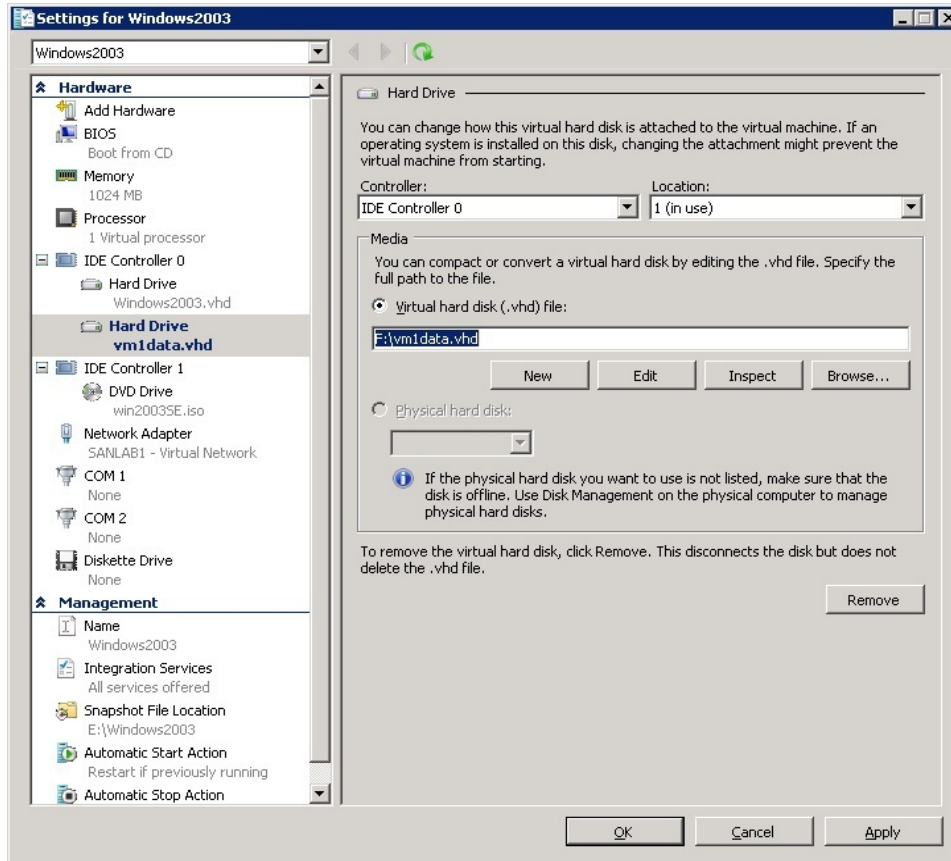 Settings for Windows2003
Windows2003
Hardware
Add Hardware
BIOS
Boot from CD
Memory
1024 MB
Processor
1 Virtual processor
IDE Controller 0
Hard Drive
Windows2003.vhd
Hard Drive
vm1data.vhd
IDE Controller 1
DVD Drive
win2003SE.iso
Network Adapter
SANLAB1 - Virtual Network
COM 1
None
COM 2
None
Diskette Drive
None
Management
Name
Windows2003
Integration Services
All services offered
Snapshot File Location
E:\Windows2003
Automatic Start Action
Restart if previously running
Automatic Stop Action
Hard Drive
You can change how this virtual hard disk is attached to the virtual machine. If an
operating system is installed on this disk, changing the attachment might prevent the
virtual machine from starting.
Controller:
Location:
IDE Controller 0
1 (in use)
Media
You can compact or convert a virtual hard disk by editing the .vhd file. Specify the
full path to the file.
Virtual hard disk (.vhd) file:
F:\vm1data.vhd
New
Edit
Inspect
Browse...
Physical hard disk:
If the physical hard disk you want to use is not listed, make sure that the
disk is offline. Use Disk Management on the physical computer to manage
physical hard disks.
To remove the virtual hard disk, click Remove. This disconnects the disk but does not
delete the .vhd file.
Remove
OK
Cancel
Apply